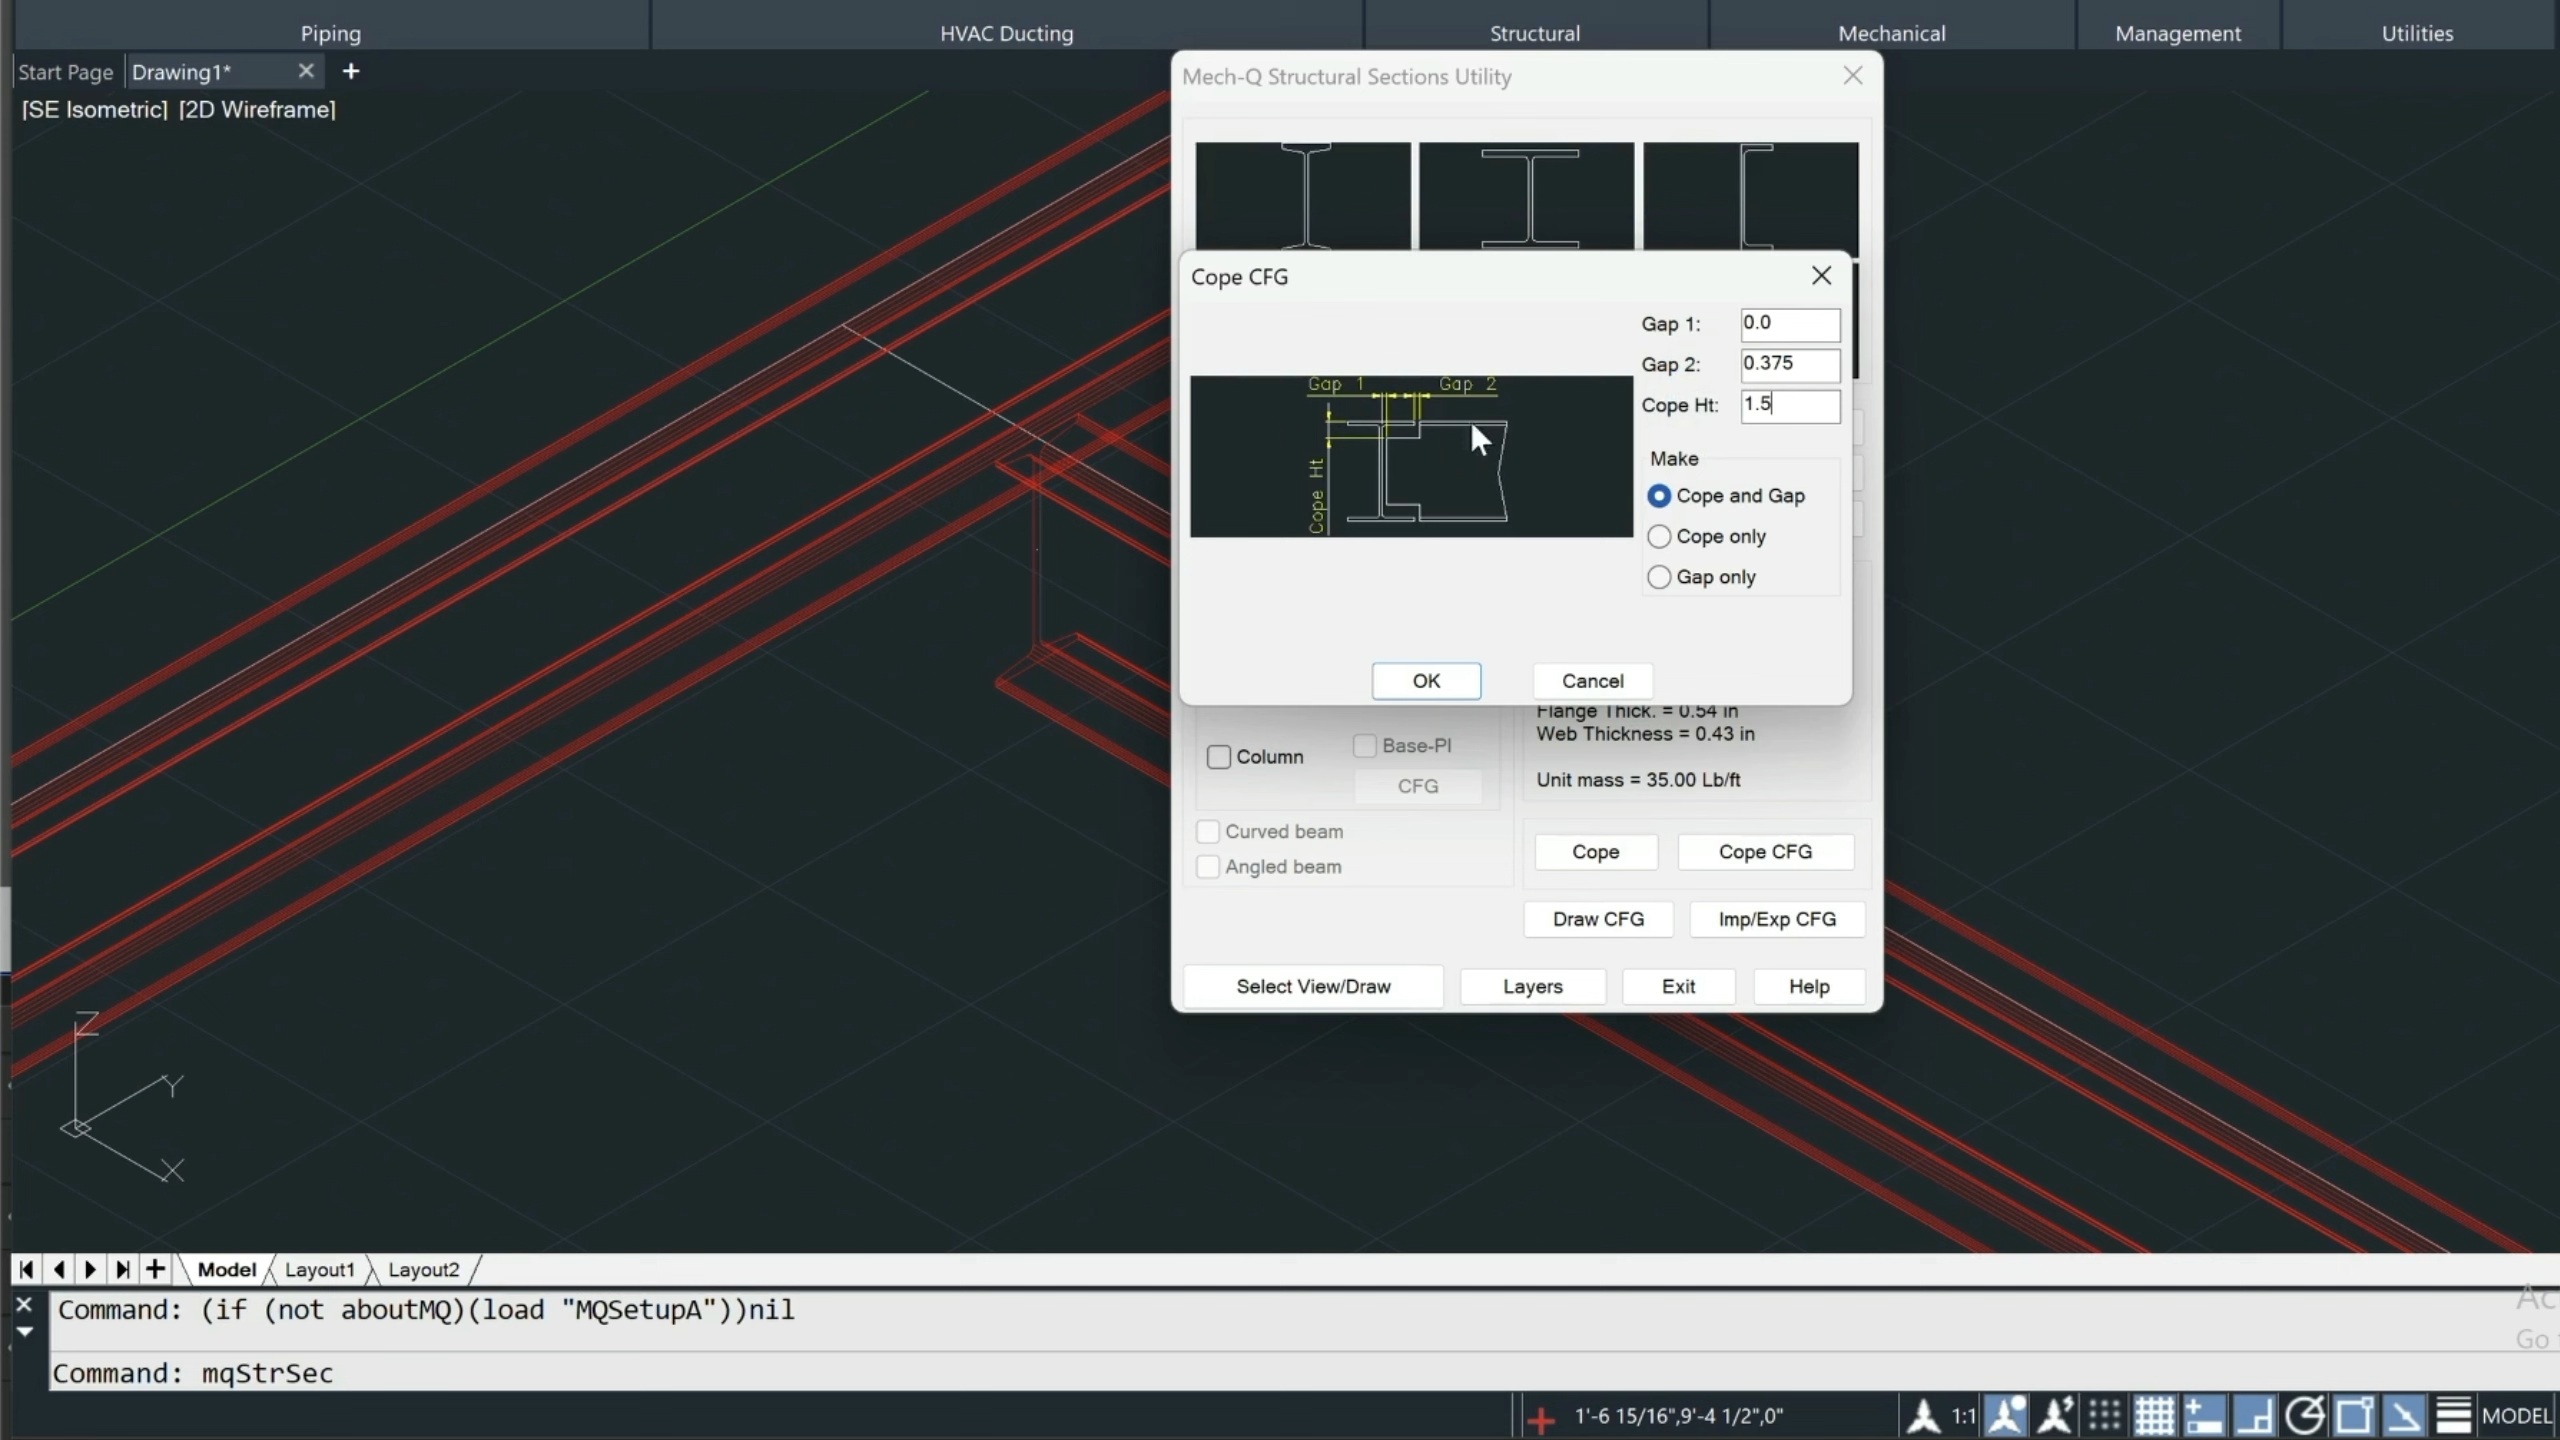 Piping HVAC Ducting Structural Mechanical Management Utilities
Start Page Drawing1*
[SE Isometric] [2D Wireframe]
Mech-Q Structural Sections Utility
Cope CFG
Gap 1: 0.0
Gap 2: 0.375
Cope Ht: 1.5
Gap 1 Gap 2
Cope Ht
Make
Cope and Gap
Cope only
Gap only
OK Cancel
Flange Thick. = 0.54 in
Web Thickness = 0.43 in
Unit mass = 35.00 Lb/ft
Column Base-Pl
CFG
Curved beam
Angled beam
Cope Cope CFG
Draw CFG Imp/Exp CFG
Select View/Draw Layers Exit Help
Z
Y
X
Model Layout1 Layout2
Command: (if (not aboutMQ)(load "MQSetupA"))nil
Command: mqStrSec
Ac
Go
1'-6 15/16",9'-4 1/2",0" 1:1 MODEL